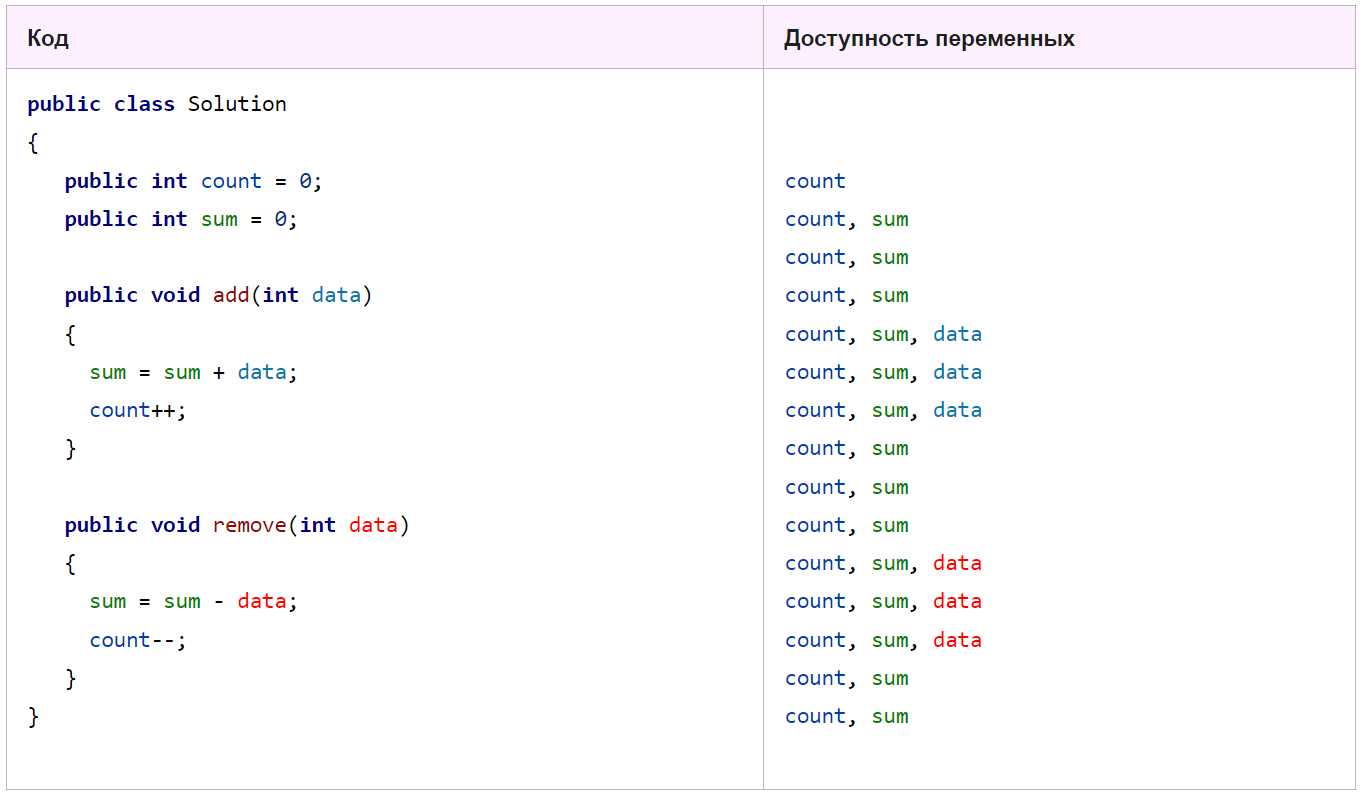 Код
Доступность переменных
public class Solution
{
public int count = 0;
count
public int sum = 0;
count, sum
count, sum
public void add(int data)
count, sum
{
count, sum, data
sum = sum + data;
count, sum, data
count++;
count, sum, data
}
count, sum
count, sum
public void remove(int data)
count, sum
{
count, sum, data
sum = sum - data;
count, sum, data
count--;
count, sum, data
}
count, sum
}
count, sum